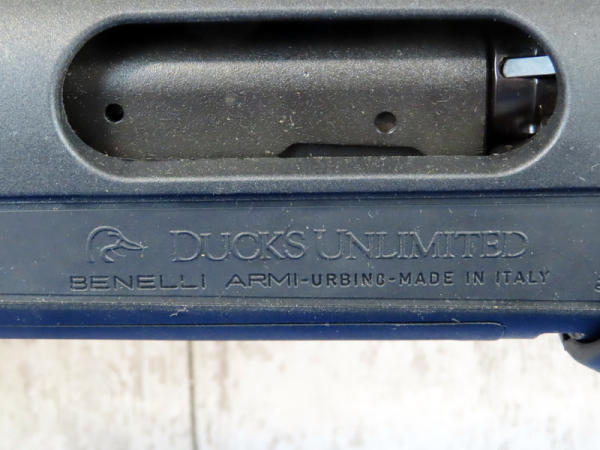 DUCKS UNLIMITED
BENELLI ARMI-URBINO-MADE IN ITALY